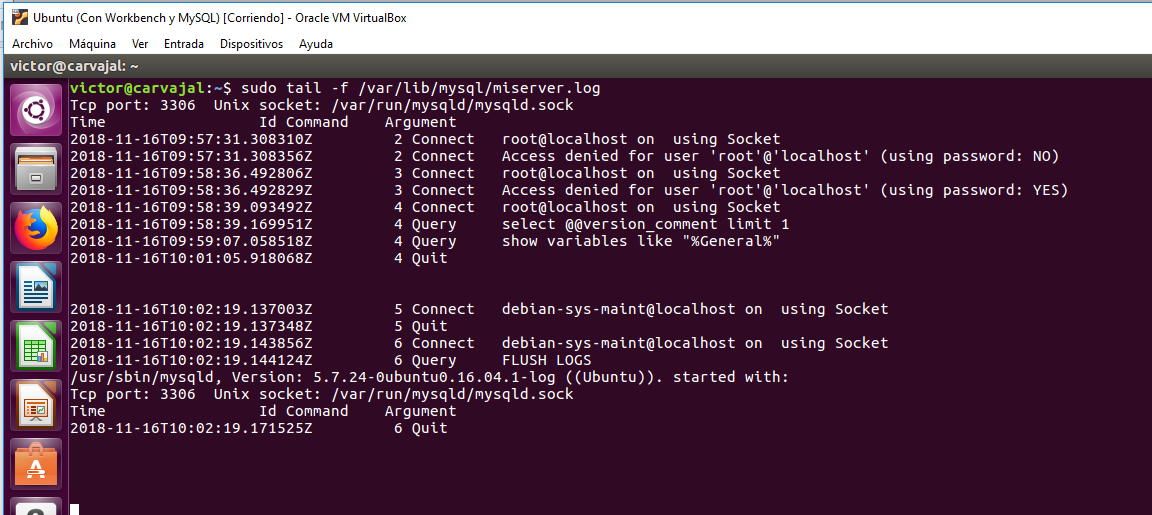 Ubuntu (Con Workbench y MySQL) [Corriendo] - Oracle VM VirtualBox
Archivo Máquina Ver Entrada Dispositivos Ayuda
victor@carvajal: ~
victor@carvajal:~$ sudo tail -f /var/lib/mysql/miserver.log
Tcp port: 3306  Unix socket: /var/run/mysqld/mysqld.sock
Time                 Id Command    Argument
2018-11-16T09:57:31.308310Z	    2 Connect	root@localhost on  using Socket
2018-11-16T09:57:31.308356Z	    2 Connect	Access denied for user 'root'@'localhost' (using password: NO)
2018-11-16T09:58:36.492806Z	    3 Connect	root@localhost on  using Socket
2018-11-16T09:58:36.492829Z	    3 Connect	Access denied for user 'root'@'localhost' (using password: YES)
2018-11-16T09:58:39.093492Z	    4 Connect	root@localhost on  using Socket
2018-11-16T09:58:39.169951Z	    4 Query	select @@version_comment limit 1
2018-11-16T09:59:07.058518Z	    4 Query	show variables like "%General%"
2018-11-16T10:01:05.918068Z	    4 Quit
2018-11-16T10:02:19.137003Z	    5 Connect	debian-sys-maint@localhost on  using Socket
2018-11-16T10:02:19.137348Z	    5 Quit
2018-11-16T10:02:19.143856Z	    6 Connect	debian-sys-maint@localhost on  using Socket
2018-11-16T10:02:19.144124Z	    6 Query	FLUSH LOGS
/usr/sbin/mysqld, Version: 5.7.24-0ubuntu0.16.04.1-log ((Ubuntu)). started with:
Tcp port: 3306  Unix socket: /var/run/mysqld/mysqld.sock
Time                 Id Command    Argument
2018-11-16T10:02:19.171525Z	    6 Quit